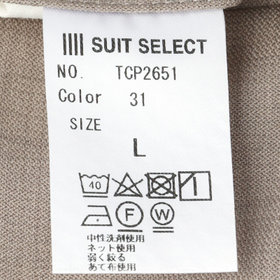 SUIT SELECT
NO. TCP2651
Color 31
SIZE
L
40
F W
中性洗剤使用
ネット使用
弱く絞る
あて布使用